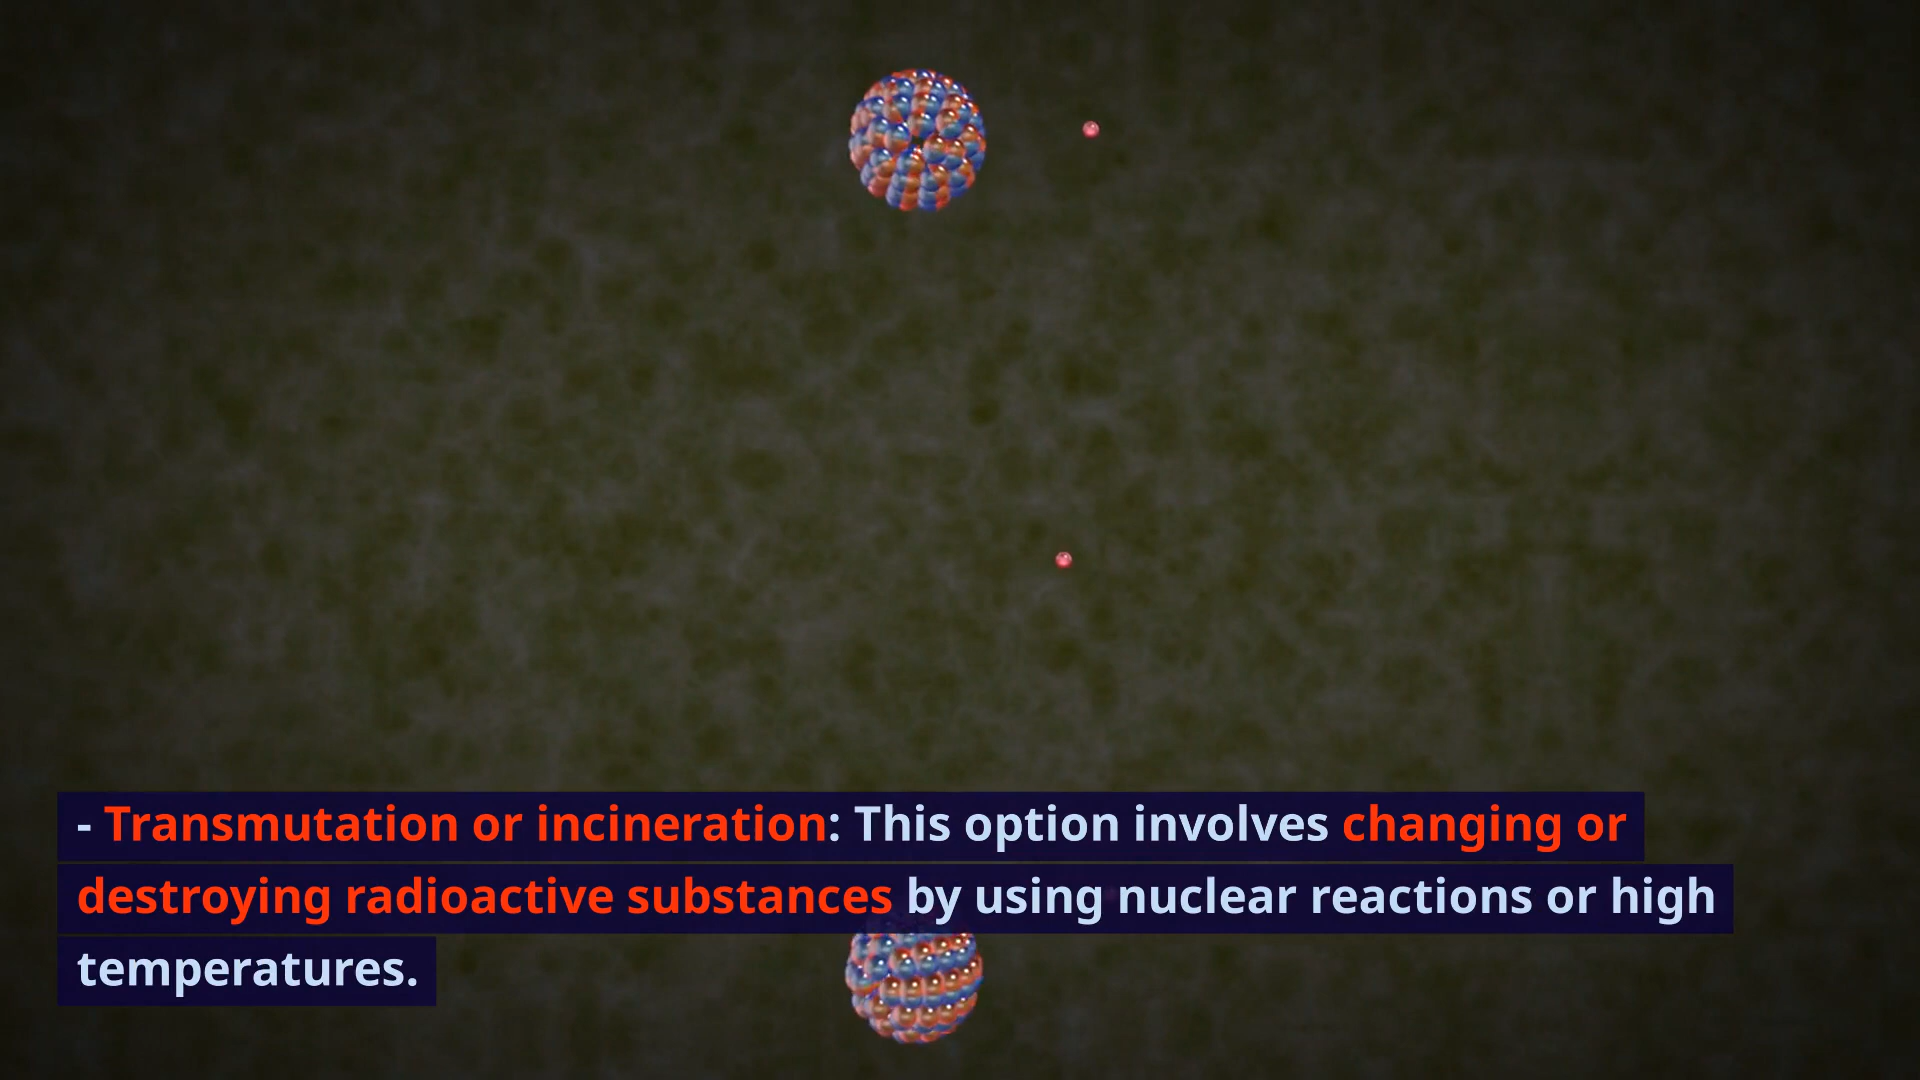 - Transmutation or incineration: This option involves changing or
destroying radioactive substances by using nuclear reactions or high
temperatures.